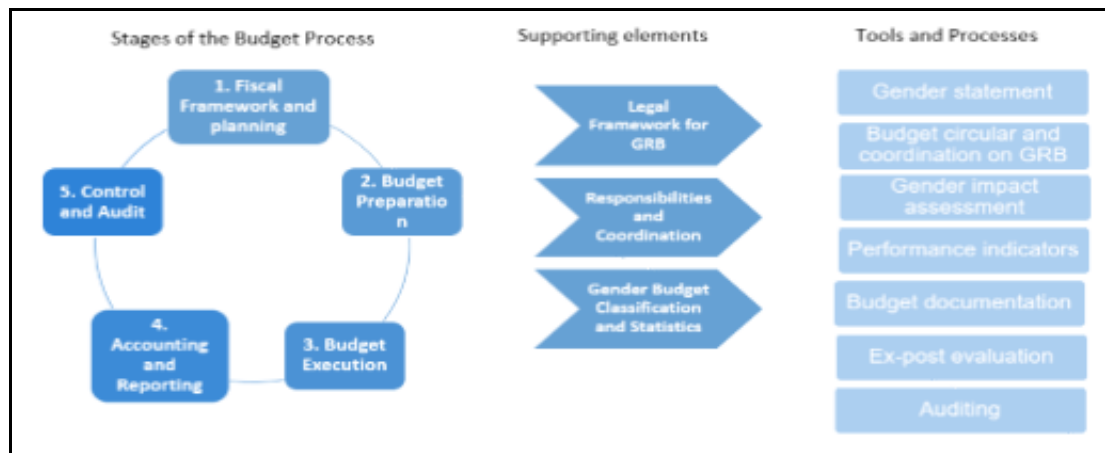 Stages of the Budget Process
Supporting elements
Tools and Processes
1. Fiscal
Framework and
planning
2. Budget
Preparatio
n
3. Budget
Execution
4.
Accounting
and
Reporting
5. Control
and Audit
Legal
Framework for
GRB
Responsibilities
and
Coordination
Gender Budget
Classification
and Statistics
Gender statement
Budget circular and
coordination on GRB
Gender impact
assessment
Performance indicators
Budget documentation
Ex-post evaluation
Auditing